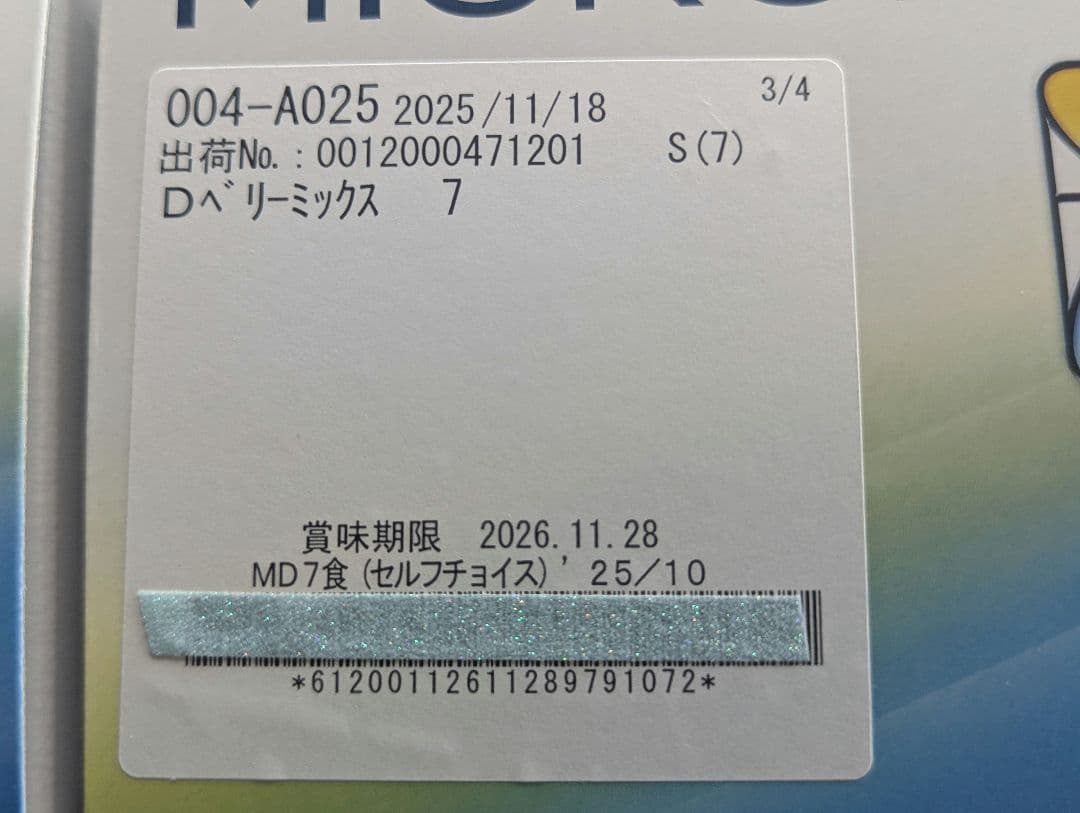 004-A025 2025/11/18 3/4
出荷No.:0012000471201 S(7)
Dベリーミックス 7
賞味期限 2026.11.28
MD7食(セルフチョイス)'25/10
*61200112611289791072*